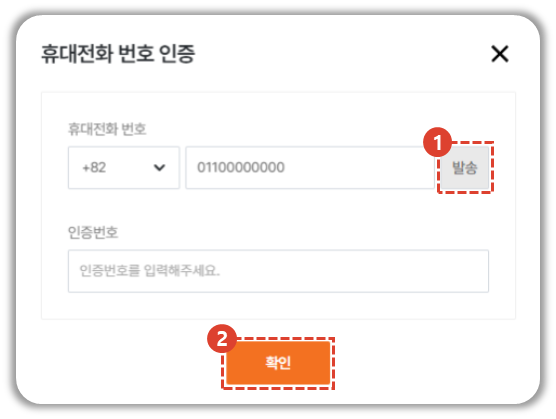 휴대전화 번호 인증
휴대전화 번호
1
+82
01100000000
발송
인증번호
인증번호를 입력해주세요.
2
확인